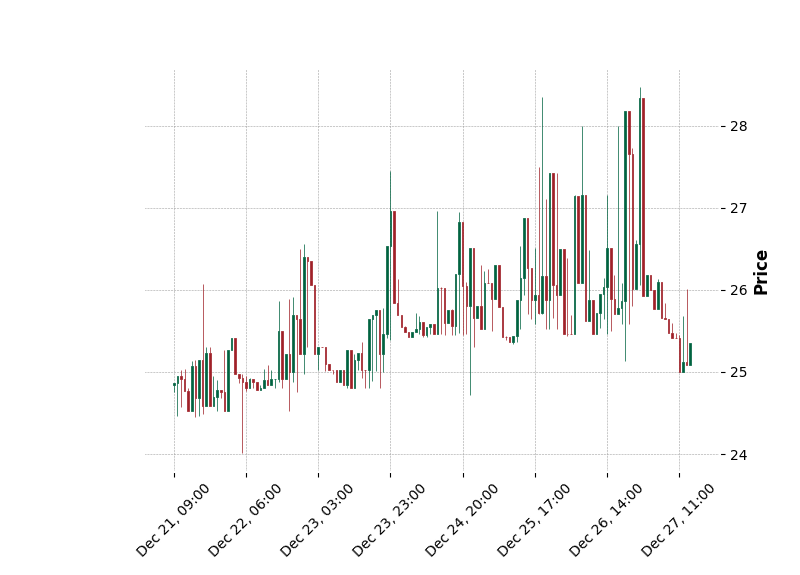 28
27
26
25
24
Price
Dec 21, 09:00
Dec 22, 06:00
Dec 23, 03:00
Dec 23, 23:00
Dec 24, 20:00
Dec 25, 17:00
Dec 26, 14:00
Dec 27, 11:00